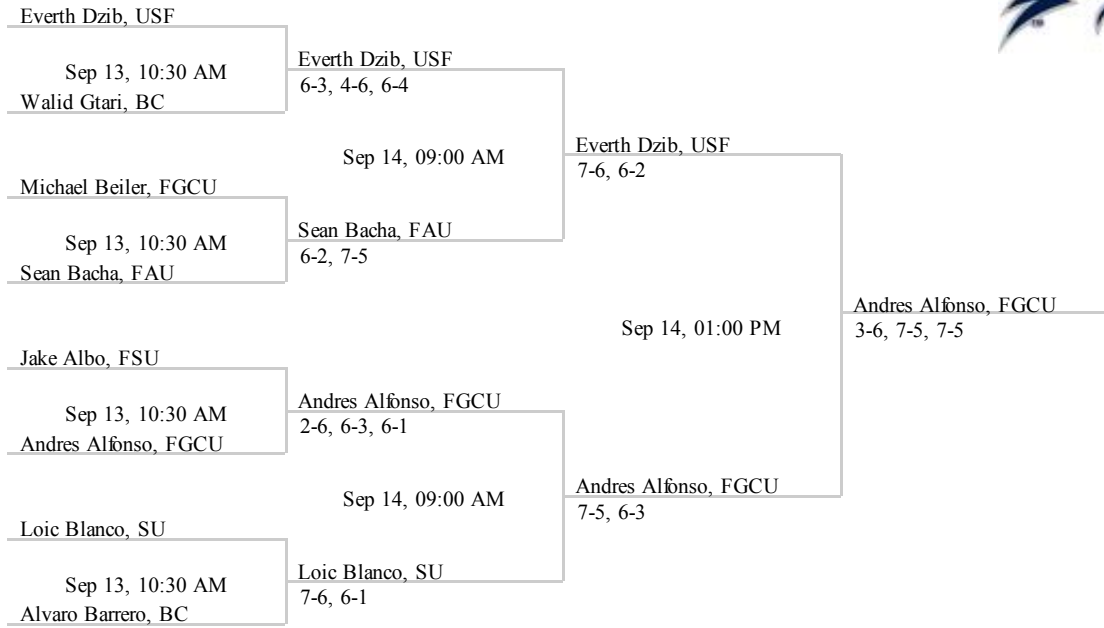 Everth Dzib, USF
Sep 13, 10:30 AM
Walid Gtari, BC
Everth Dzib, USF
6-3, 4-6, 6-4
Sep 14, 09:00 AM
Michael Beiler, FGCU
Sep 13, 10:30 AM
Sean Bacha, FAU
Sean Bacha, FAU
6-2, 7-5
Everth Dzib, USF
7-6, 6-2
Sep 14, 01:00 PM
Jake Albo, FSU
Sep 13, 10:30 AM
Andres Alfonso, FGCU
Andres Alfonso, FGCU
2-6, 6-3, 6-1
Sep 14, 09:00 AM
Loic Blanco, SU
Sep 13, 10:30 AM
Alvaro Barrero, BC
Loic Blanco, SU
7-6, 6-1
Andres Alfonso, FGCU
7-5, 6-3
Andres Alfonso, FGCU
3-6, 7-5, 7-5